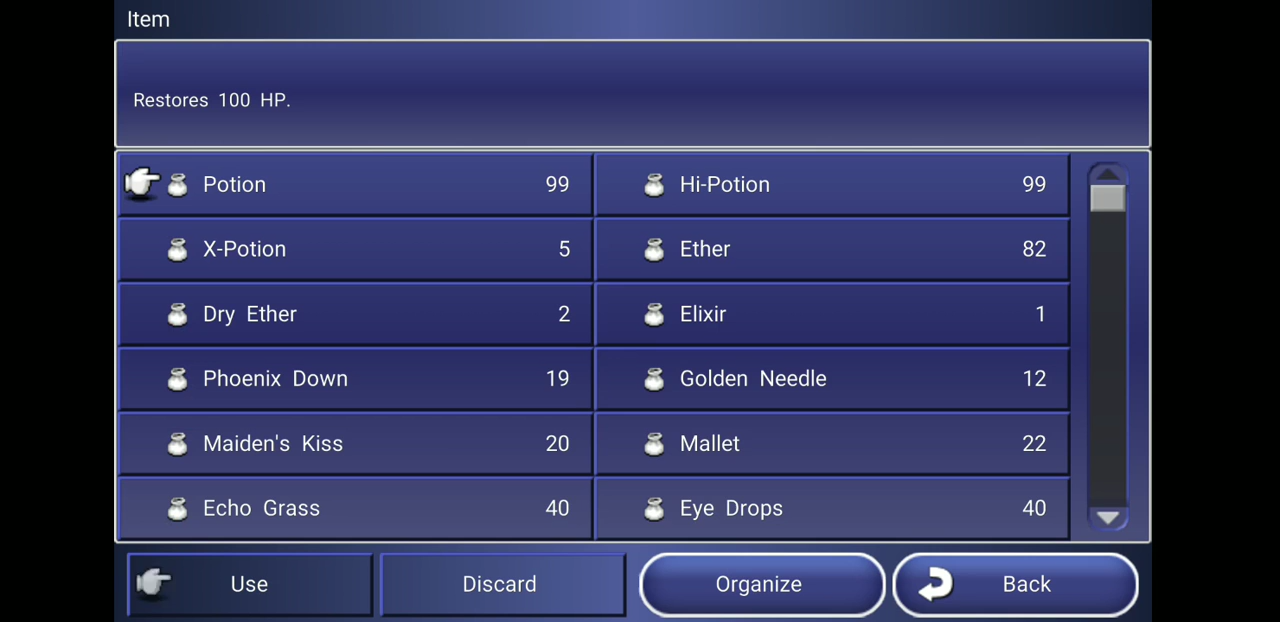 Item
Restores 100 HP.
Potion 99 Hi-Potion 99
X-Potion 5 Ether 82
Dry Ether 2 Elixir 1
Phoenix Down 19 Golden Needle 12
Maiden's Kiss 20 Mallet 22
Echo Grass 40 Eye Drops 40
Use Discard Organize Back